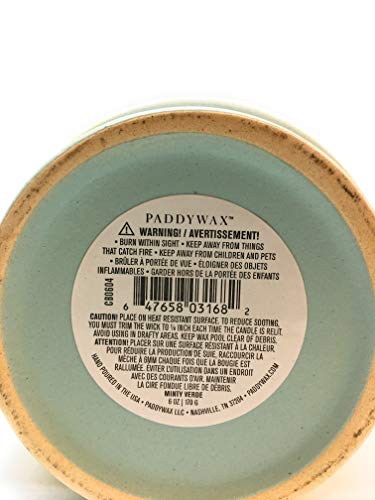 PADDYWAX™
⚠ WARNING! / AVERTISSEMENT!
• BURN WITHIN SIGHT • KEEP AWAY FROM THINGS
THAT CATCH FIRE • KEEP AWAY FROM CHILDREN AND PETS
• BRÛLER À PORTÉE DE VUE • ÉLOIGNER DES OBJETS
INFLAMMABLES • GARDER HORS DE LA PORTÉE DES ENFANTS
CB0604
6 47658 03168 2
CAUTION! PLACE ON HEAT RESISTANT SURFACE. TO REDUCE SOOTING,
YOU MUST TRIM THE WICK TO ¼ INCH EACH TIME THE CANDLE IS RELIT.
AVOID USING IN DRAFTY AREAS. KEEP WAX POOL CLEAR OF DEBRIS.
ATTENTION! PLACER SUR UNE SURFACE RÉSISTANT À LA CHALEUR.
POUR RÉDUIRE LA PRODUCTION DE SUIE, RACCOURCIR LA
MÈCHE À 6MM CHAQUE FOIS QUE LA BOUGIE EST
RALLUMÉE. ÉVITER L'UTILISATION DANS UN ENDROIT
AVEC DES COURANTS D'AIR. MAINTENIR
LA CIRE FONDUE LIBRE DE DEBRIS.
MINTY VERDE
6 OZ | 170 G
HAND POURED IN THE USA • PADDYWAX LLC • NASHVILLE, TN 37204 •